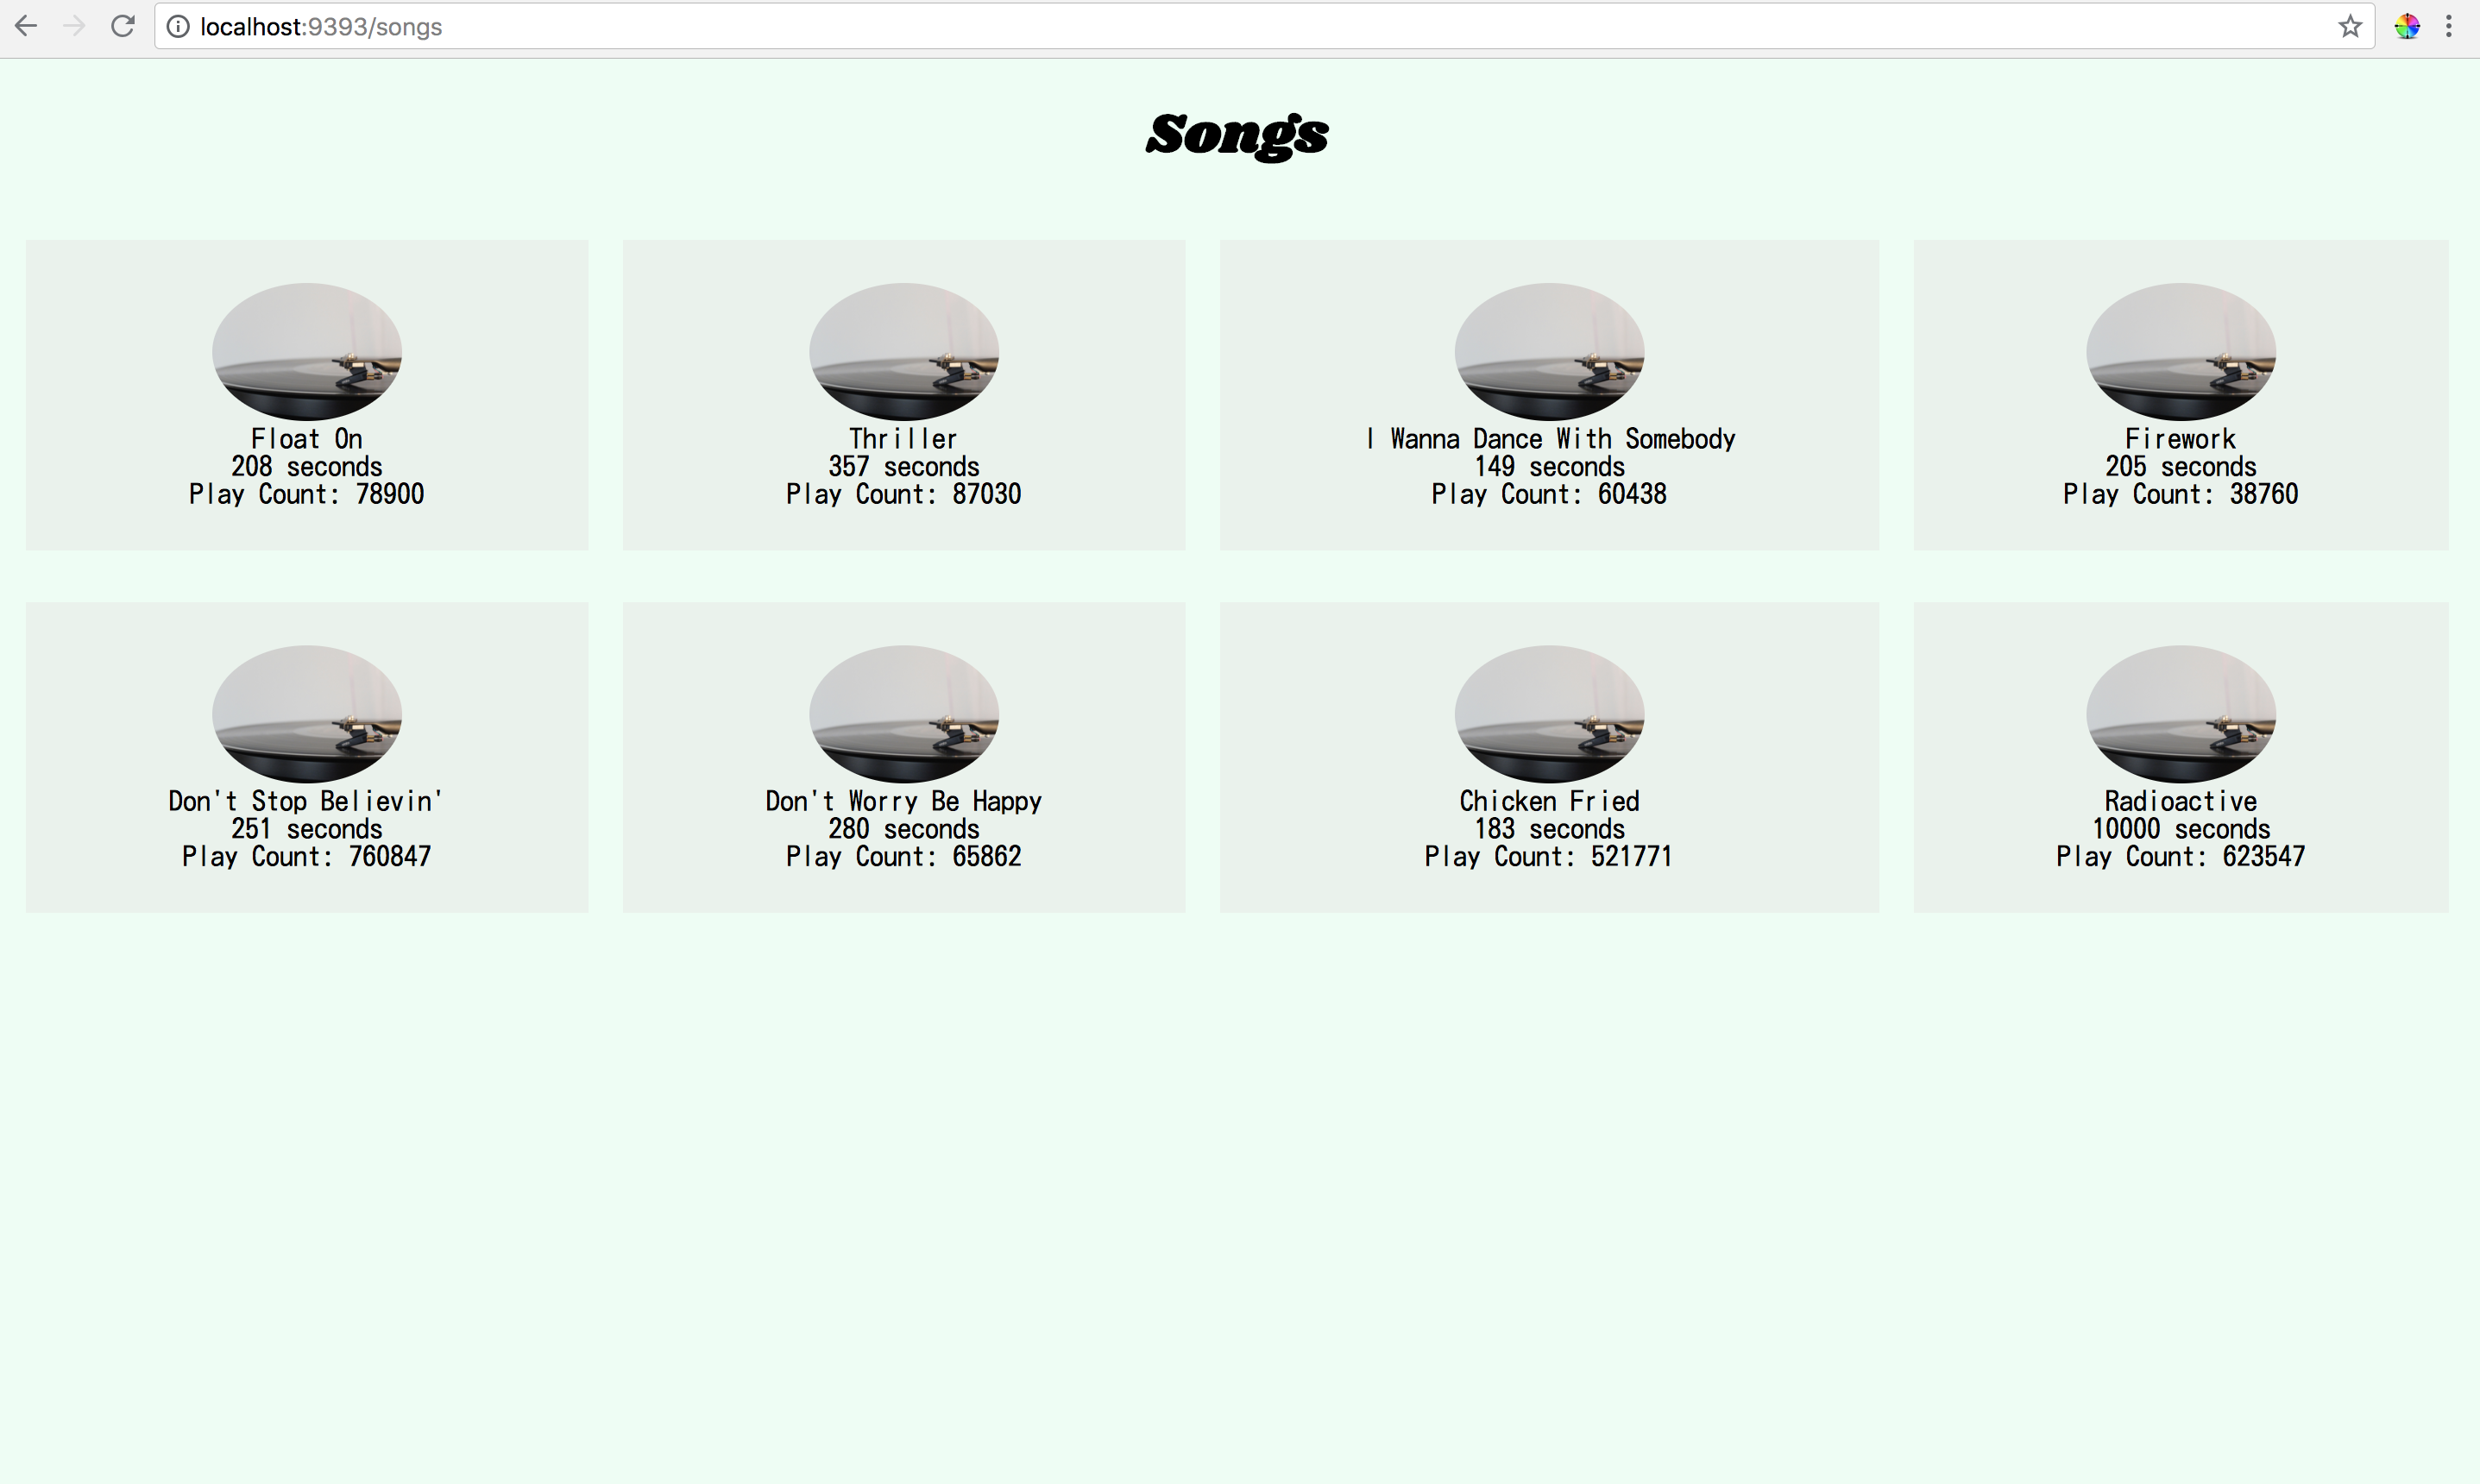 localhost:9393/songs
Songs
Float On
208 seconds
Play Count: 78900
Thriller
357 seconds
Play Count: 87030
I Wanna Dance With Somebody
149 seconds
Play Count: 60438
Firework
205 seconds
Play Count: 38760
Don't Stop Believin'
251 seconds
Play Count: 760847
Don't Worry Be Happy
280 seconds
Play Count: 65862
Chicken Fried
183 seconds
Play Count: 521771
Radioactive
10000 seconds
Play Count: 623547